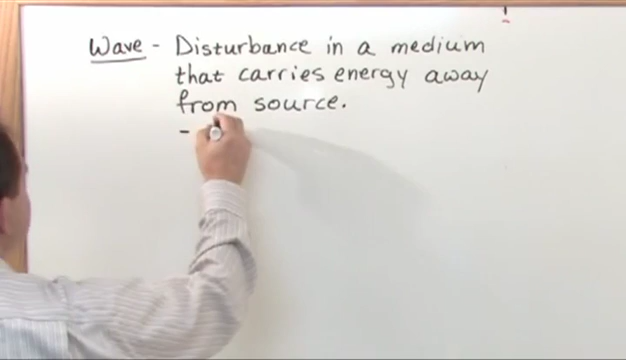 Wave - Disturbance in a medium
that carries energy away
from source.
-